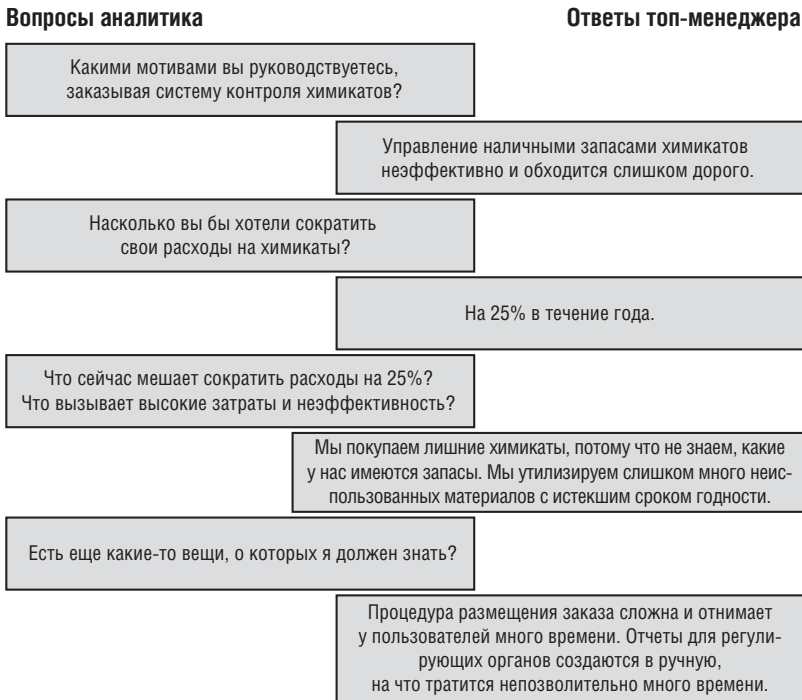 Вопросы аналитика
Ответы топ-менеджера
Какими мотивами вы руководствуетесь,
заказывая систему контроля химикатов?
Управление наличными запасами химикатов
неэффективно и обходится слишком дорого.
Насколько вы бы хотели сократить
свои расходы на химикаты?
На 25% в течение года.
Что сейчас мешает сократить расходы на 25%?
Что вызывает высокие затраты и неэффективность?
Мы покупаем лишние химикаты, потому что не знаем, какие
у нас имеются запасы. Мы утилизируем слишком много неис-
пользованных материалов с истекшим сроком годности.
Есть еще какие-то вещи, о которых я должен знать?
Процедура размещения заказа сложна и отнимает
у пользователей много времени. Отчеты для регули-
рующих органов создаются в ручную,
на что тратится непозволительно много времени.